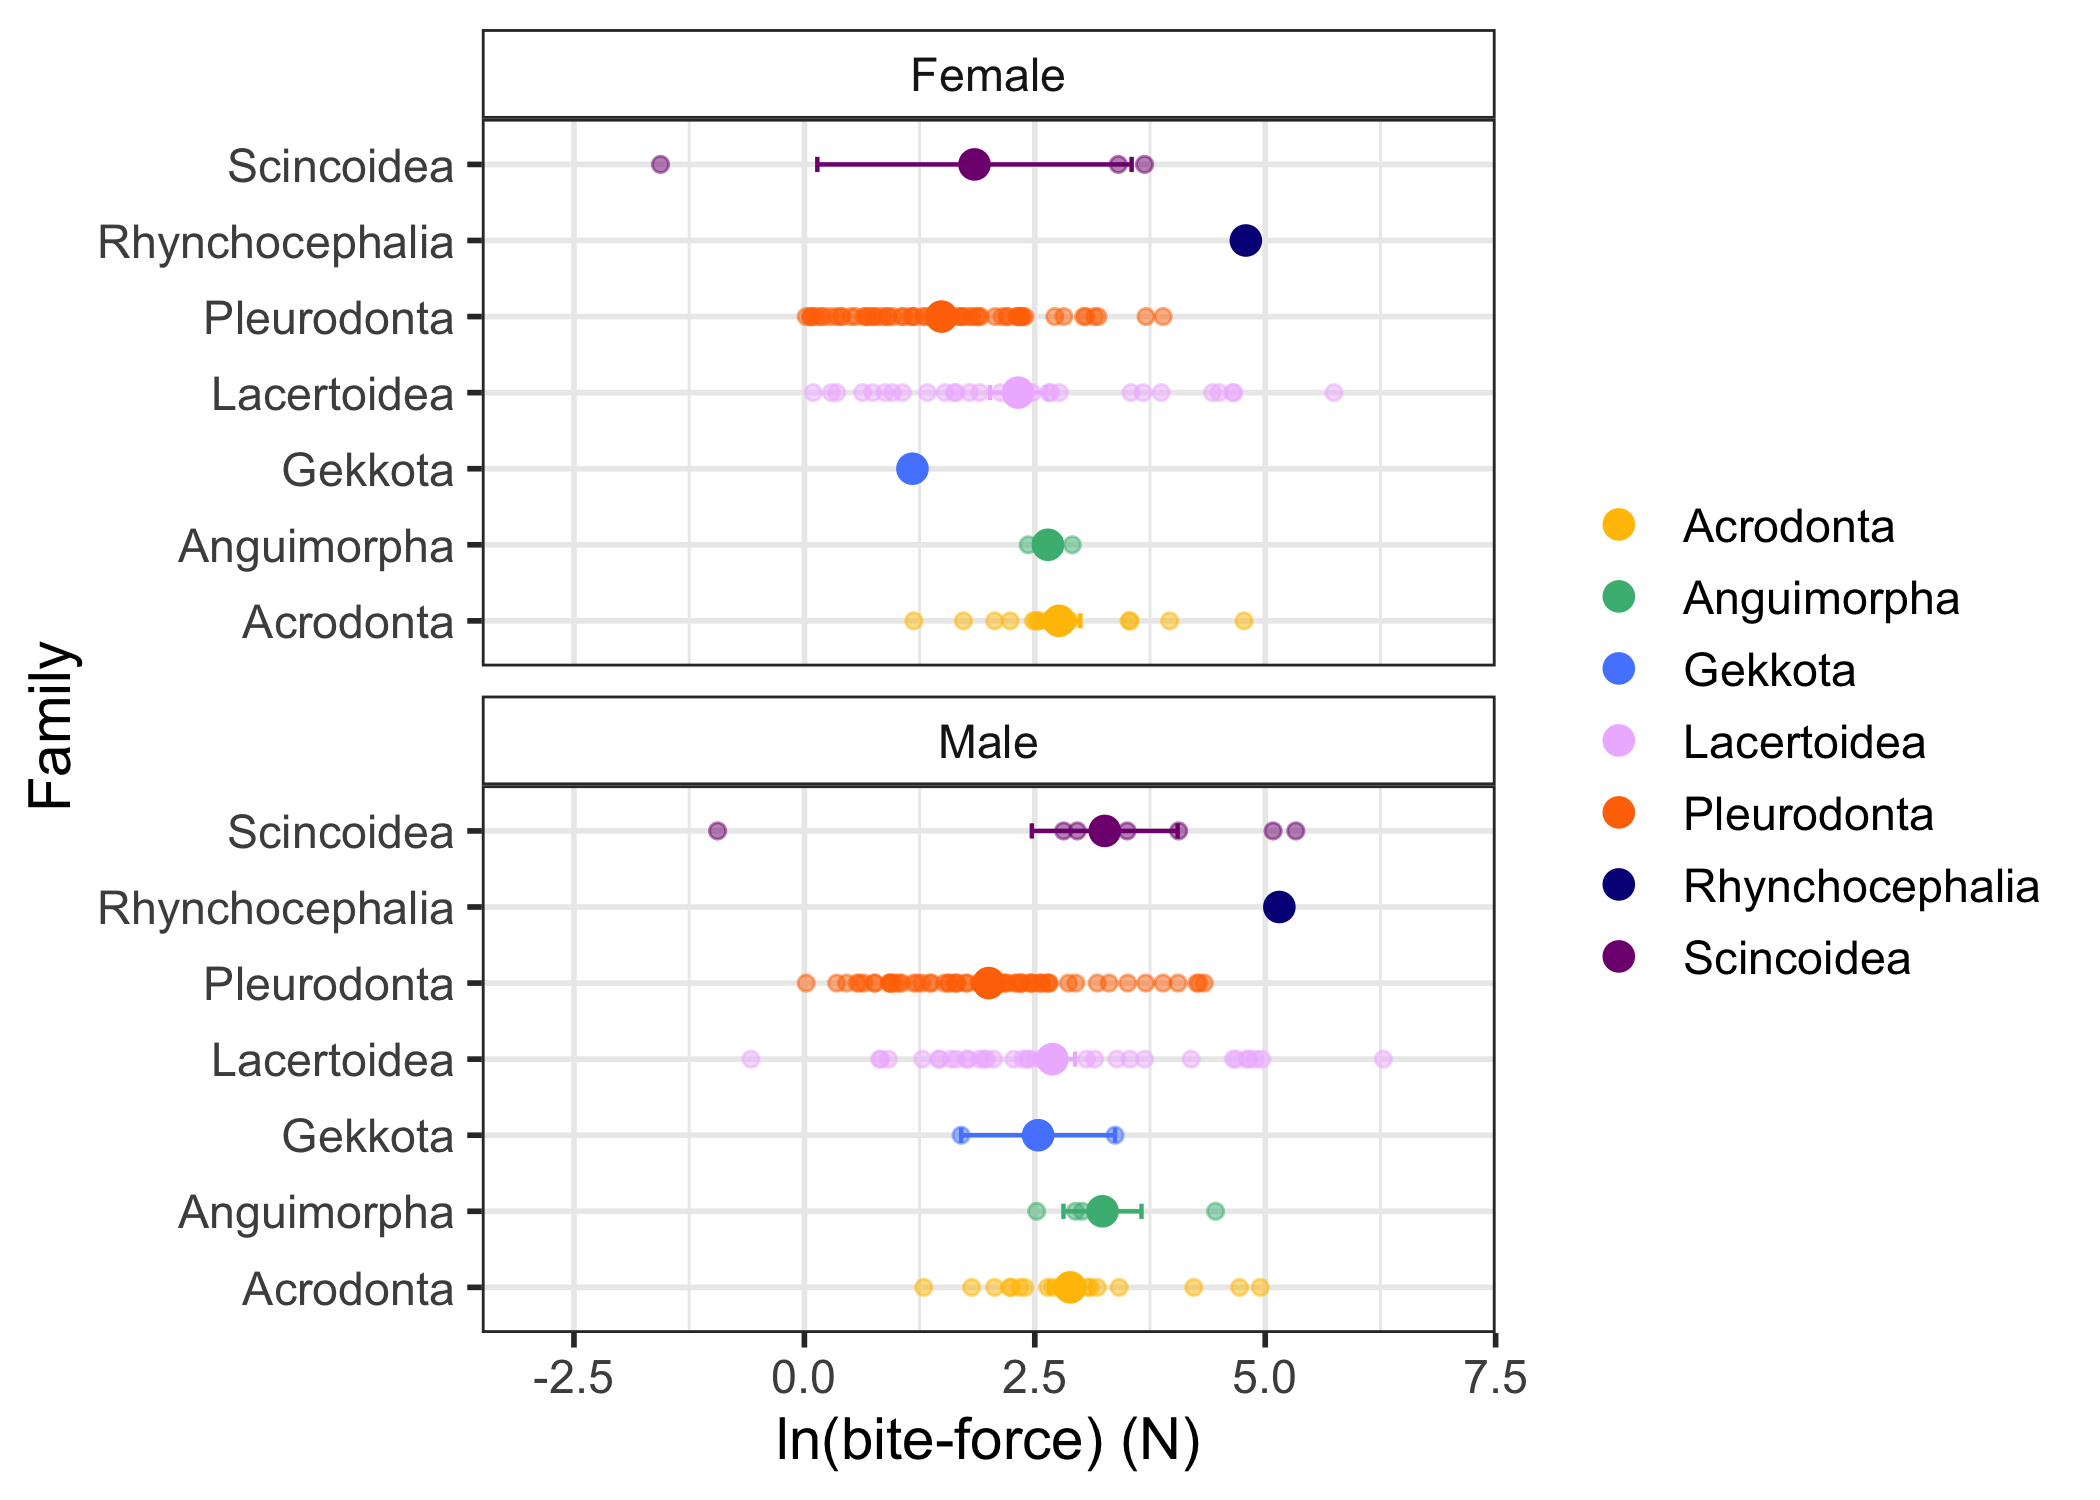 Female
Scincoidea
Rhynchocephalia
Pleurodonta
Lacertoidea
Gekkota
Anguimorpha
Acrodonta
Family
Male
Scincoidea
Rhynchocephalia
Pleurodonta
Lacertoidea
Gekkota
Anguimorpha
Acrodonta
-2.5 0.0 2.5 5.0 7.5
ln(bite-force) (N)
Acrodonta
Anguimorpha
Gekkota
Lacertoidea
Pleurodonta
Rhynchocephalia
Scincoidea